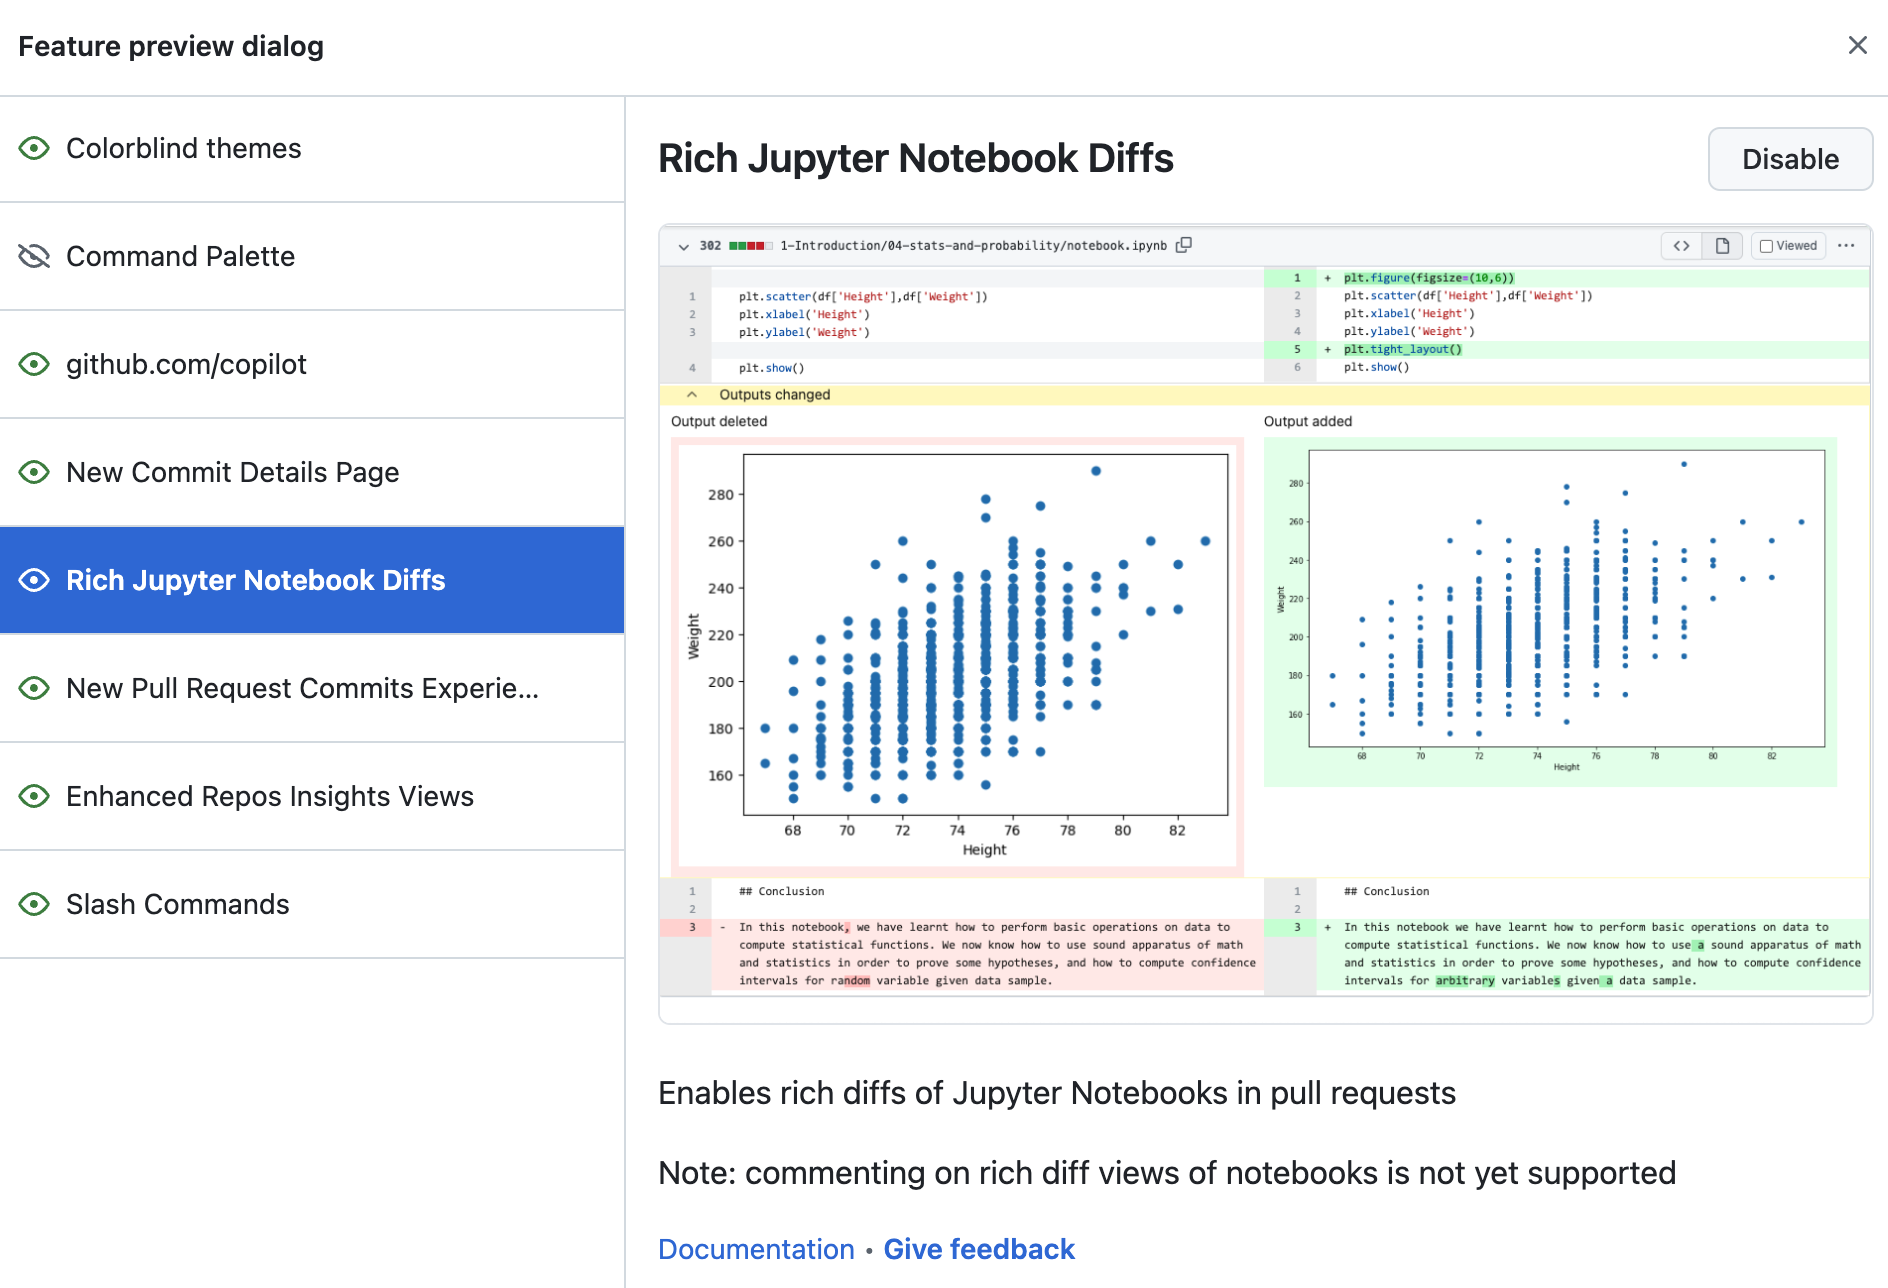 Feature preview dialog
Colorblind themes
Command Palette
github.com/copilot
New Commit Details Page
Rich Jupyter Notebook Diffs
New Pull Request Commits Experie...
Enhanced Repos Insights Views
Slash Commands
Rich Jupyter Notebook Diffs
Disable
302 1-Introduction/04-stats-and-probability/notebook.ipynb
Viewed
1 plt.scatter(df['Height'],df['Weight'])
2 plt.xlabel('Height')
3 plt.ylabel('Weight')
4 plt.show()
1 + plt.figure(figsize=(10,6))
2 plt.scatter(df['Height'],df['Weight'])
3 plt.xlabel('Height')
4 plt.ylabel('Weight')
5 + plt.tight_layout()
6 plt.show()
Outputs changed
Output deleted
280
260
240
220
200
180
160
Weight
68 70 72 74 76 78 80 82
Height
Output added
280
260
240
220
200
180
160
Weight
68 70 72 74 76 78 80 82
Height
1 ## Conclusion
2
3 - In this notebook, we have learnt how to perform basic operations on data to
compute statistical functions. We now know how to use sound apparatus of math
and statistics in order to prove some hypotheses, and how to compute confidence
intervals for random variable given data sample.
1 ## Conclusion
2
3 + In this notebook we have learnt how to perform basic operations on data to
compute statistical functions. We now know how to use a sound apparatus of math
and statistics in order to prove some hypotheses, and how to compute confidence
intervals for arbitrary variables given a data sample.
Enables rich diffs of Jupyter Notebooks in pull requests
Note: commenting on rich diff views of notebooks is not yet supported
Documentation • Give feedback